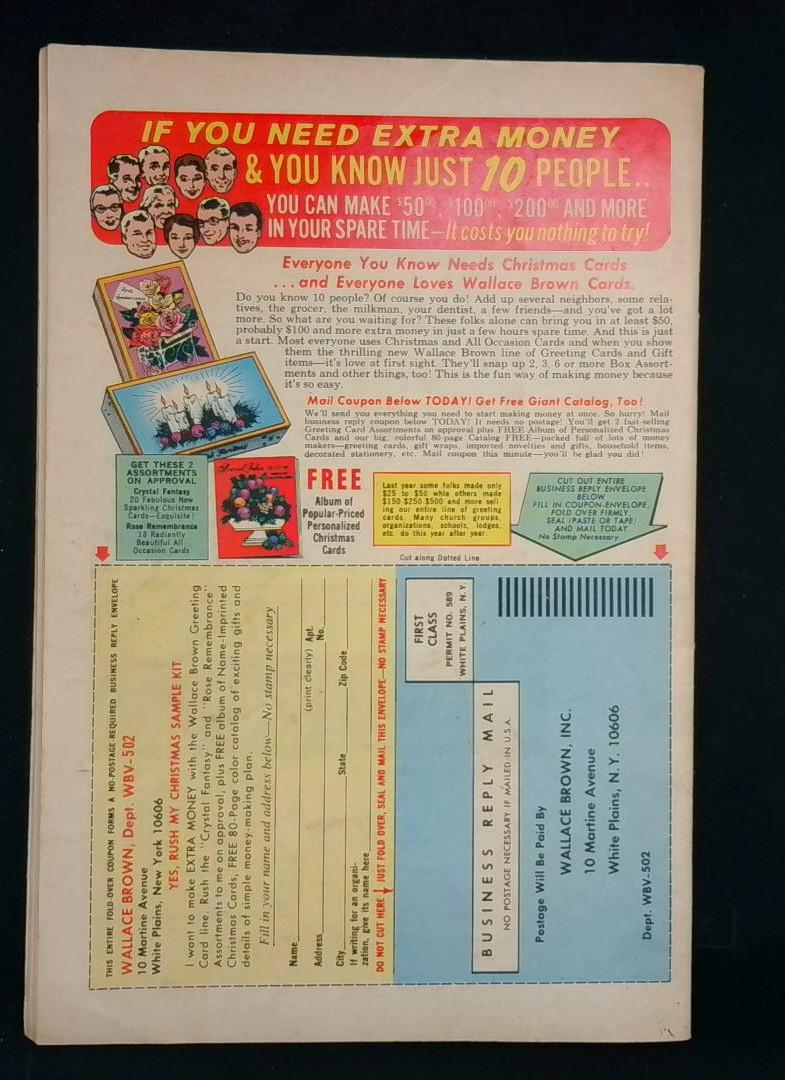 IF YOU NEED EXTRA MONEY
& YOU KNOW JUST 10 PEOPLE..
YOU CAN MAKE $50.00 $100.00 $200.00 AND MORE
IN YOUR SPARE TIME—It costs you nothing to try!
Everyone You Know Needs Christmas Cards
...and Everyone Loves Wallace Brown Cards.
Do you know 10 people? Of course you do! Add up several neighbors, some rela-
tives, the grocer, the milkman, your dentist, a few friends—and you've got a lot
more. So what are you waiting for? These folks alone can bring you in at least $50,
probably $100 and more extra money in just a few hours spare time. And this is just
a start. Most everyone uses Christmas and All Occasion Cards and when you show
them the thrilling new Wallace Brown line of Greeting Cards and Gift
items—it's love at first sight. They'll snap up 2, 3, 6 or more Box Assort-
ments and other things, too! This is the fun way of making money because
it's so easy.
Mail Coupon Below TODAY! Get Free Giant Catalog, Too!
We'll send you everything you need to start making money at once. So hurry! Mail
business reply coupon below TODAY! It needs no postage! You'll get 2 fast-selling
Greeting Card Assortments on approval plus FREE Album of Personalized Christmas
Cards and our big, colorful 80-page Catalog FREE—packed full of lots of money
makers—greeting cards, gift wraps, imported novelties and gifts, household items,
decorated stationery, etc. Mail coupon this minute—you'll be glad you did!
GET THESE 2
ASSORTMENTS
ON APPROVAL
Crystal Fantasy
20 Fabulous New
Sparkling Christmas
Cards—Exquisite!
Rose Remembrance
18 Radiantly
Beautiful All
Occasion Cards
FREE
Album of
Popular-Priced
Personalized
Christmas
Cards
Last year some folks made only
$25 to $50 while others made
$150-$250-$500 and more sell-
ing our entire line of greeting
cards. Many church groups,
organizations, schools, lodges,
etc. do this year after year.
CUT OUT ENTIRE
BUSINESS REPLY ENVELOPE
BELOW
FILL IN COUPON-ENVELOPE,
FOLD OVER FIRMLY,
SEAL (PASTE OR TAPE)
AND MAIL TODAY.
No Stamp Necessary
Cut along Dotted Line
THIS ENTIRE FOLD-OVER COUPON FORMS A NO-POSTAGE-REQUIRED BUSINESS REPLY ENVELOPE
WALLACE BROWN, Dept. WBV-502
10 Martine Avenue
White Plains, New York 10606
YES, RUSH MY CHRISTMAS SAMPLE KIT
I want to make EXTRA MONEY with the Wallace Brown Greeting
Card line. Rush the "Crystal Fantasy" and "Rose Remembrance"
Assortments to me on approval, plus FREE album of Name-Imprinted
Christmas Cards, FREE 80-Page color catalog of exciting gifts and
details of simple money-making plan.
Fill in your name and address below—No stamp necessary
Name
(print clearly)
Address
Apt.
No.
City
State
Zip Code
If writing for an organi-
zation, give its name here
DO NOT CUT HERE JUST FOLD OVER, SEAL AND MAIL THIS ENVELOPE—NO STAMP NECESSARY
FIRST
CLASS
PERMIT NO. 589
WHITE PLAINS, N.Y.
BUSINESS REPLY MAIL
NO POSTAGE NECESSARY IF MAILED IN U.S.A.
Postage Will Be Paid By
WALLACE BROWN, INC.
10 Martine Avenue
White Plains, N.Y. 10606
Dept. WBV-502